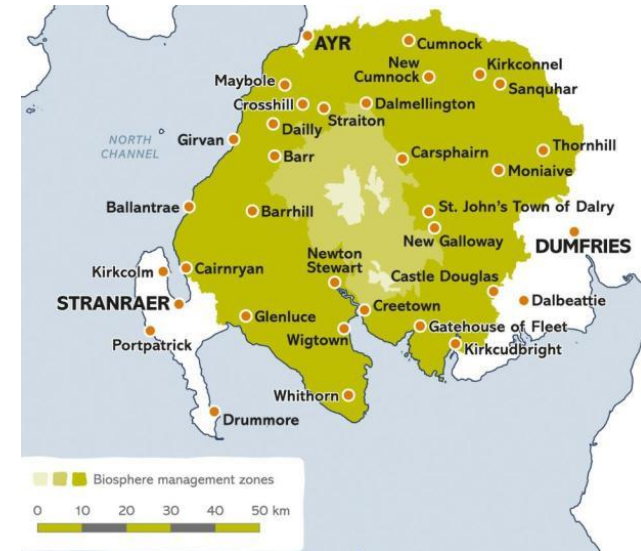 AYR
Cumnock
New
Cumnock
Kirkconnel
Maybole
Sanquhar
Crosshill
Dalmellington
Straiton
Dailly
NORTH
CHANNEL
Girvan
Thornhill
Barr
Carsphairn
Moniaive
Ballantrae
Barrhill
St. John's Town of Dalry
New Galloway
DUMFRIES
Newton
Stewart
Kirkcolm
Cairnryan
Castle Douglas
STRANRAER
Dalbeattie
Glenluce
Creetown
Wigtown
Gatehouse of Fleet
Portpatrick
Kirkcudbright
Whithorn
Drummore
Biosphere management zones
0 10 20 30 40 50 km